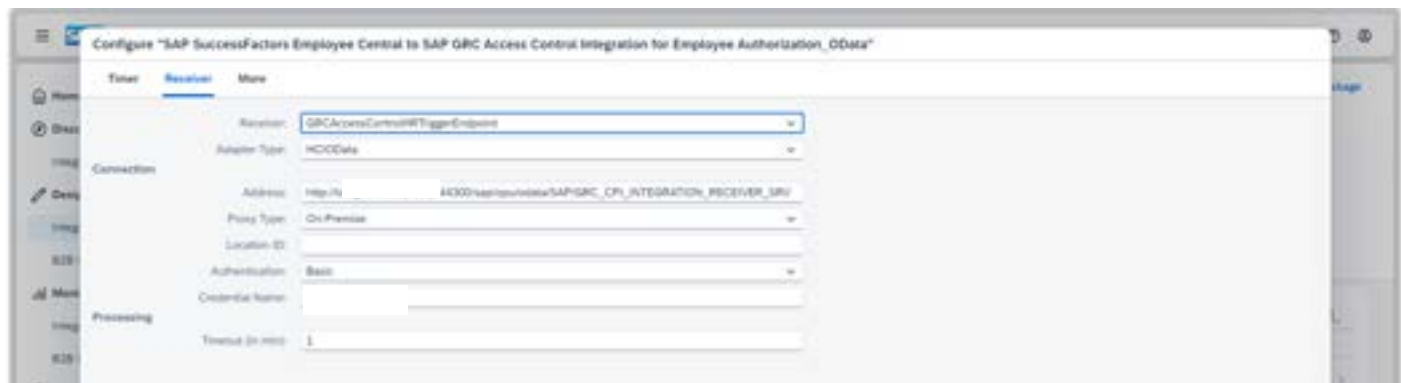 Configure "SAP SuccessFactors Employee Central to SAP GRC Access Control Integration for Employee Authorization_OData"
Timer Receiver More
Receiver: GRCAccessControlHRTriggerEndpoint
Adapter Type: HCIOData
Connection
Address: http:// 44300/sap/opu/odata/SAP/GRC_CPI_INTEGRATION_RECEIVER_SRV
Proxy Type: On-Premise
Location ID:
Authentication: Basic
Credential Name:
Processing
Timeout (in min): 1